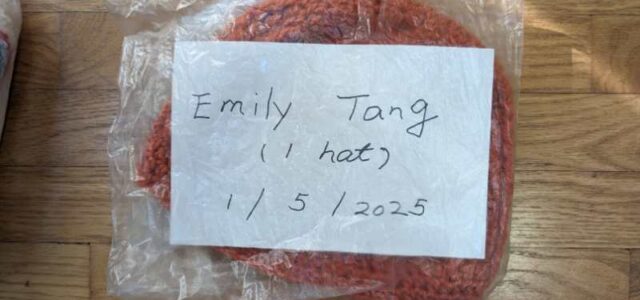 Emily Tang
(1 hat)
1/5/2025